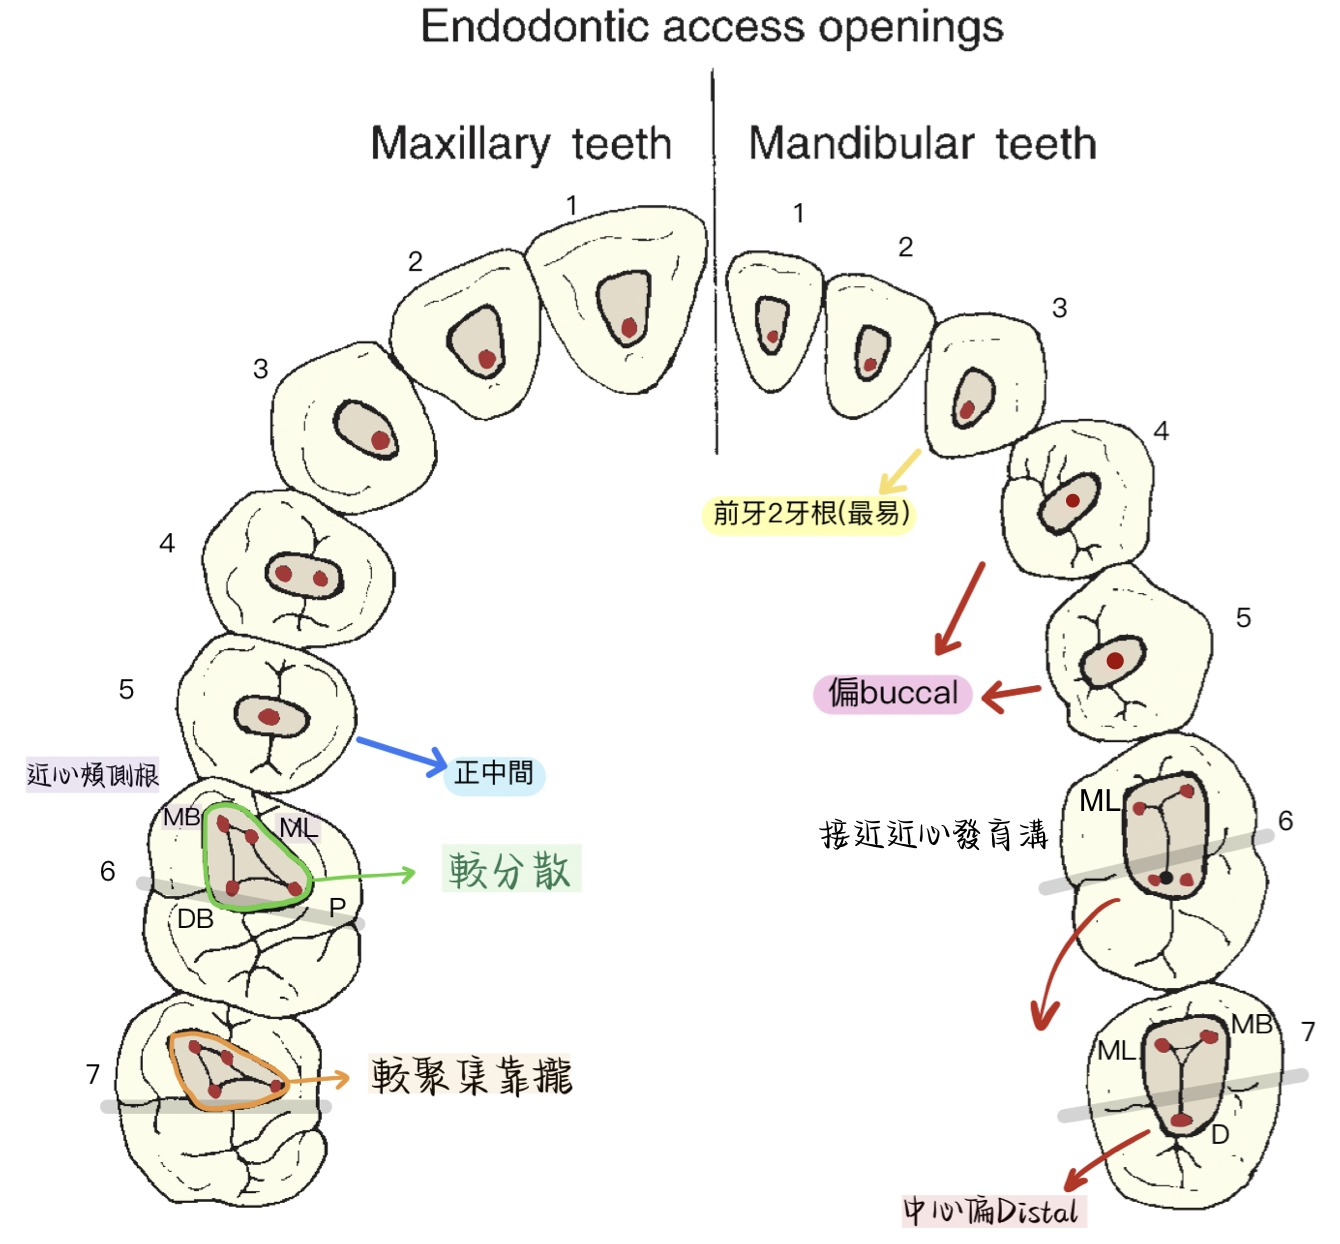 Endodontic access openings
Maxillary teeth
Mandibular teeth
1
2
3
4
5
近心頰側根
MB
ML
6
DB
P
7
正中間
較分散
較聚集靠攏
1
2
3
前牙2牙根(最易)
4
5
偏buccal
ML
6
接近近心發育溝
MB
ML
7
D
中心偏Distal